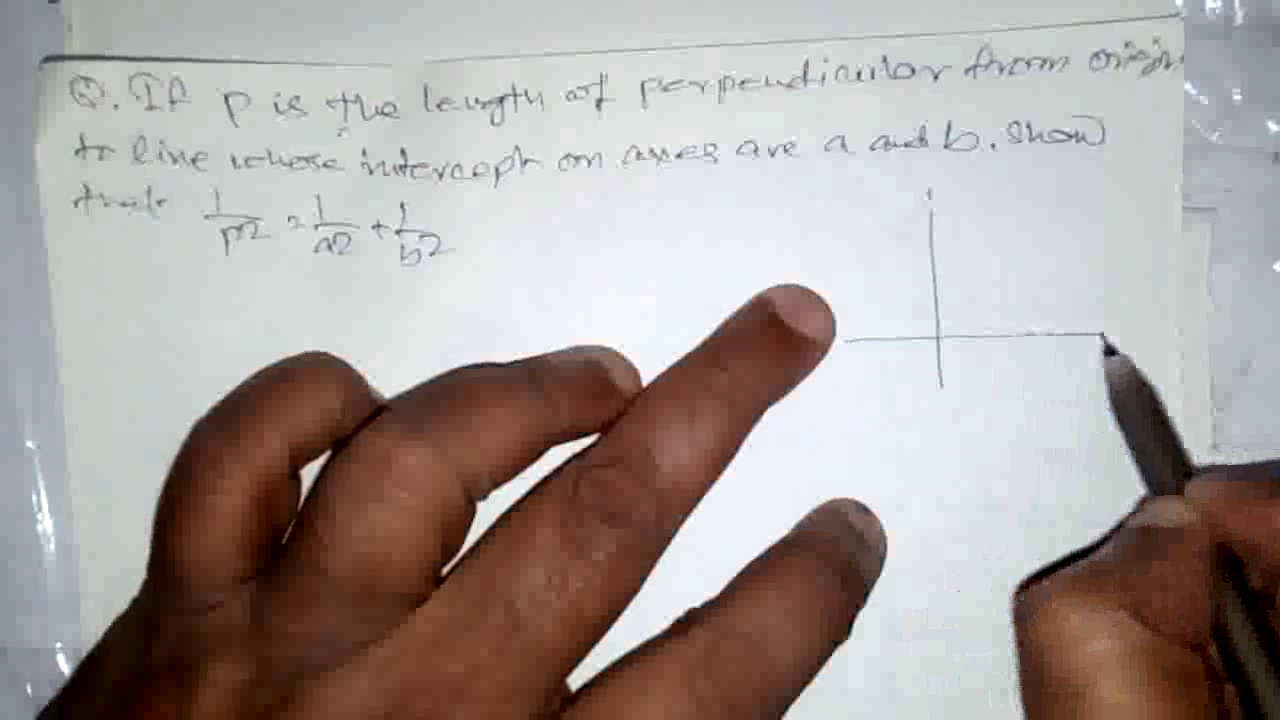 Q. If p is the length of perpendicular from origin
to line whose intercept on axes are a and b. show
that 1/p2 = 1/a2 + 1/b2